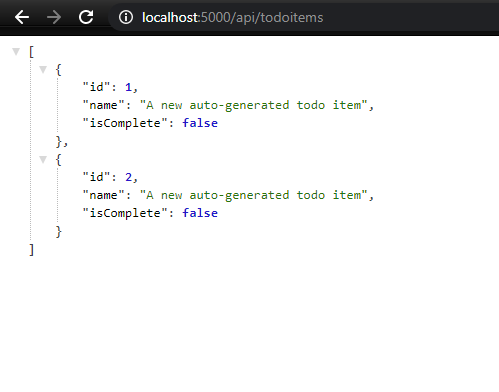 localhost:5000/api/todoitems
[
{
"id": 1,
"name": "A new auto-generated todo item",
"isComplete": false
},
{
"id": 2,
"name": "A new auto-generated todo item",
"isComplete": false
}
]